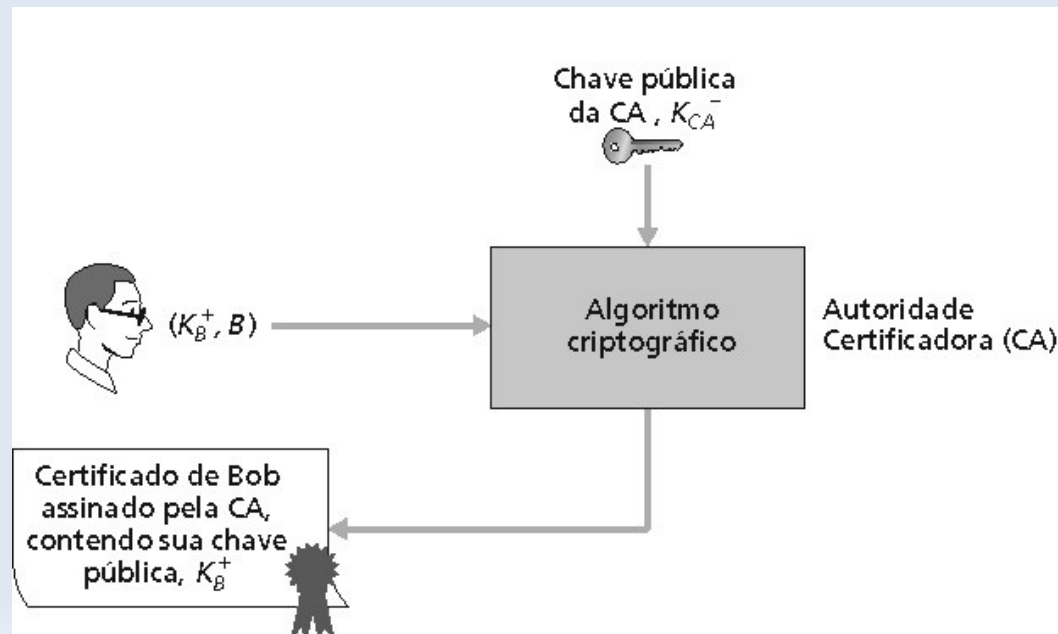 Chave pública
da CA , K_CA^-
(K_B^+, B)
Algoritmo
criptográfico
Autoridade
Certificadora (CA)
Certificado de Bob
assinado pela CA,
contendo sua chave
pública, K_B^+